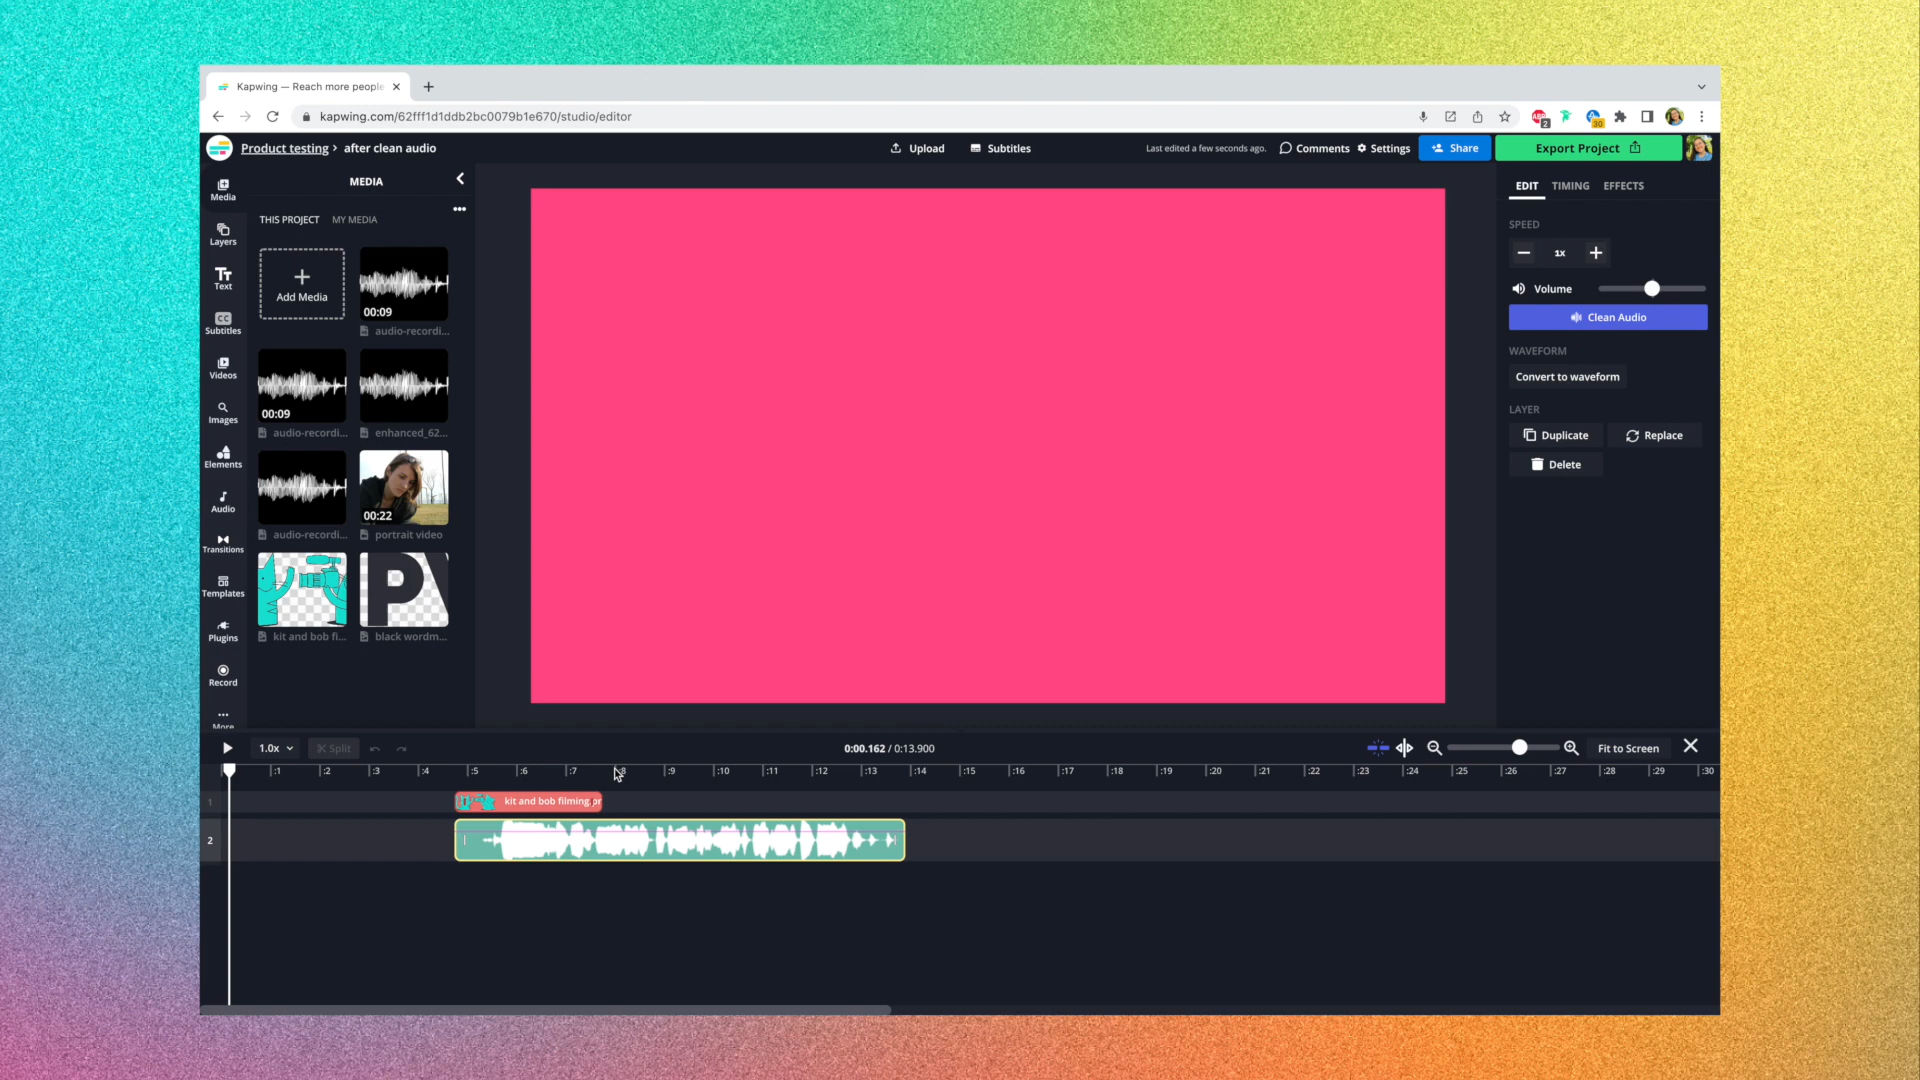 Kapwing — Reach more people
kapwing.com/62fff1d1ddb2bc0079b1e670/studio/editor
2
30
Product testing > after clean audio
Upload
Subtitles
Last edited a few seconds ago.
Comments
Settings
Share
Export Project
Media
Layers
Text
Subtitles
Videos
Images
Elements
Audio
Transitions
Templates
Plugins
Record
More
MEDIA
THIS PROJECT
MY MEDIA
Add Media
00:09
audio-recordi...
00:09
audio-recordi...
enhanced_62...
audio-recordi...
00:22
portrait video
kit and bob fi...
P
black wordm...
EDIT
TIMING
EFFECTS
SPEED
1x
Volume
Clean Audio
WAVEFORM
Convert to waveform
LAYER
Duplicate
Replace
Delete
1.0x
Split
0:00.162 / 0:13.900
Fit to Screen
:1 :2 :3 :4 :5 :6 :7 :8 :9 :10 :11 :12 :13 :14 :15 :16 :17 :18 :19 :20 :21 :22 :23 :24 :25 :26 :27 :28 :29 :30
1
kit and bob filming.pr
2